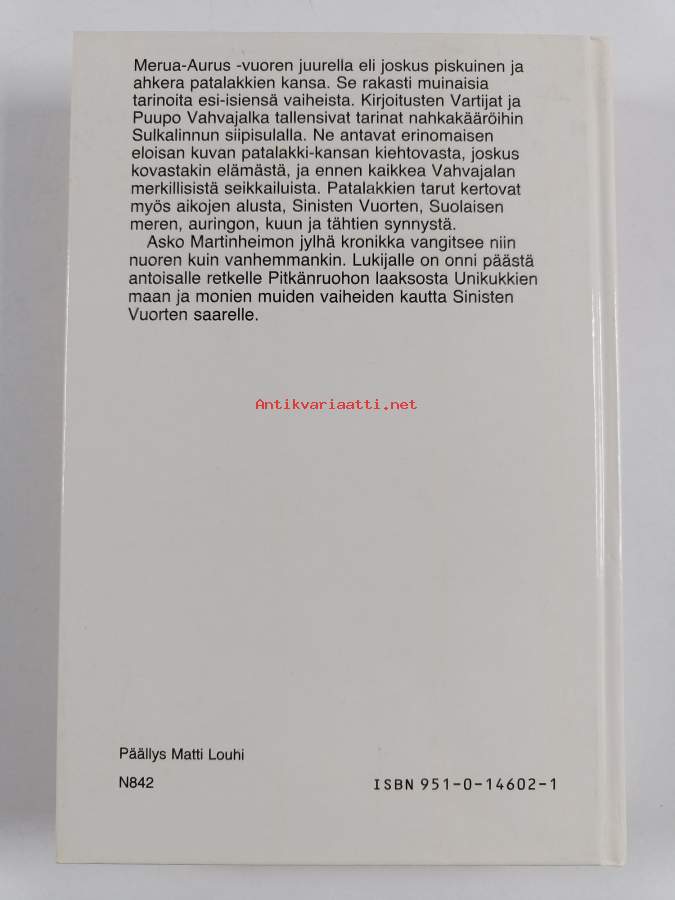 Merua-Aurus -vuoren juurella eli joskus piskuinen ja
ahkera patalakkien kansa. Se rakasti muinaisia
tarinoita esi-isiensä vaiheista. Kirjoitusten Vartijat ja
Puupo Vahvajalka tallensivat tarinat nahkakääröihin
Sulkalinnun siipisulalla. Ne antavat erinomaisen
eloisan kuvan patalakki-kansan kiehtovasta, joskus
kovastakin elämästä, ja ennen kaikkea Vahvajalan
merkillisistä seikkailuista. Patalakkien tarut kertovat
myös aikojen alusta, Sinisten Vuorten, Suolaisen
meren, auringon, kuun ja tähtien synnystä.
Asko Martinheimon jylhä kronikka vangitsee niin
nuoren kuin vanhemmankin. Lukijalle on onni päästä
antoisalle retkelle Pitkänruohon laaksosta Unikukkien
maan ja monien muiden vaiheiden kautta Sinisten
Vuorten saarelle.
Antikvariaatti.net
Päällys Matti Louhi
N842
ISBN 951-0-14602-1